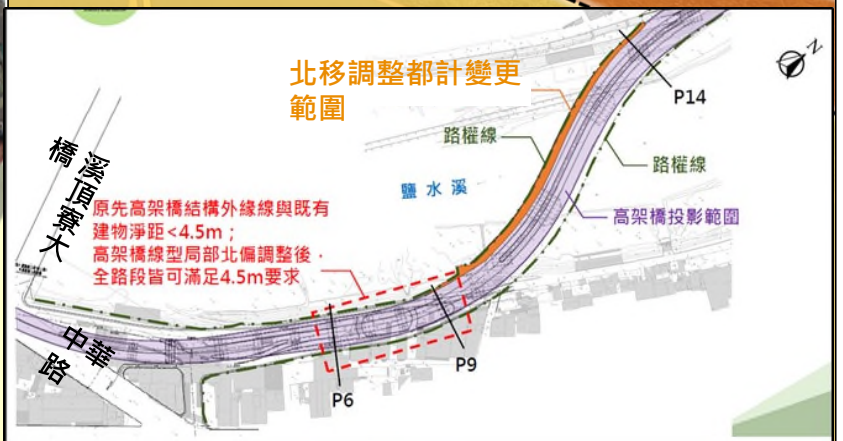 北移調整都計變更
範圍
P14
路權線
路權線
鹽水溪
高架橋投影範圍
溪頂寮大橋
原先高架橋結構外緣線與既有
建物淨距<4.5m；
高架橋線型局部北偏調整後，
全路段皆可滿足4.5m要求
中華路
P9
P6
N